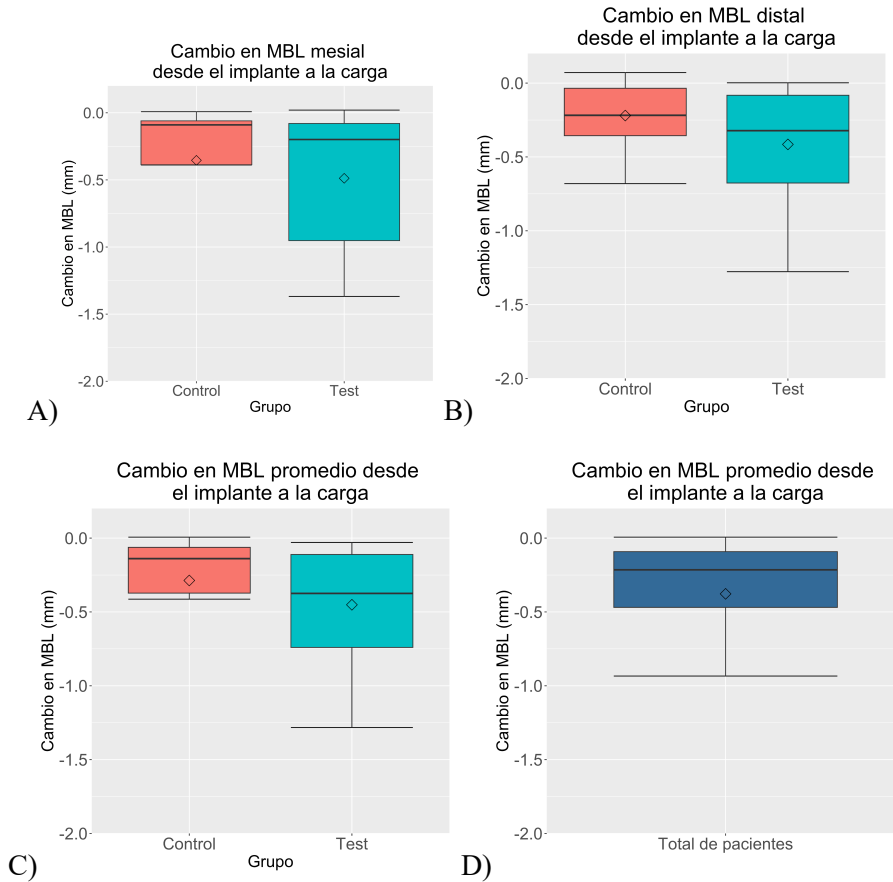 Cambio en MBL mesial
desde el implante a la carga
Cambio en MBL (mm)
0.0
-0.5
-1.0
-1.5
-2.0
Control
Test
Grupo
A)
Cambio en MBL distal
desde el implante a la carga
Cambio en MBL (mm)
0.0
-0.5
-1.0
-1.5
-2.0
Control
Test
Grupo
B)
Cambio en MBL promedio desde
el implante a la carga
Cambio en MBL (mm)
0.0
-0.5
-1.0
-1.5
-2.0
Control
Test
Grupo
C)
Cambio en MBL promedio desde
el implante a la carga
Cambio en MBL (mm)
0.0
-0.5
-1.0
-1.5
-2.0
Total de pacientes
D)